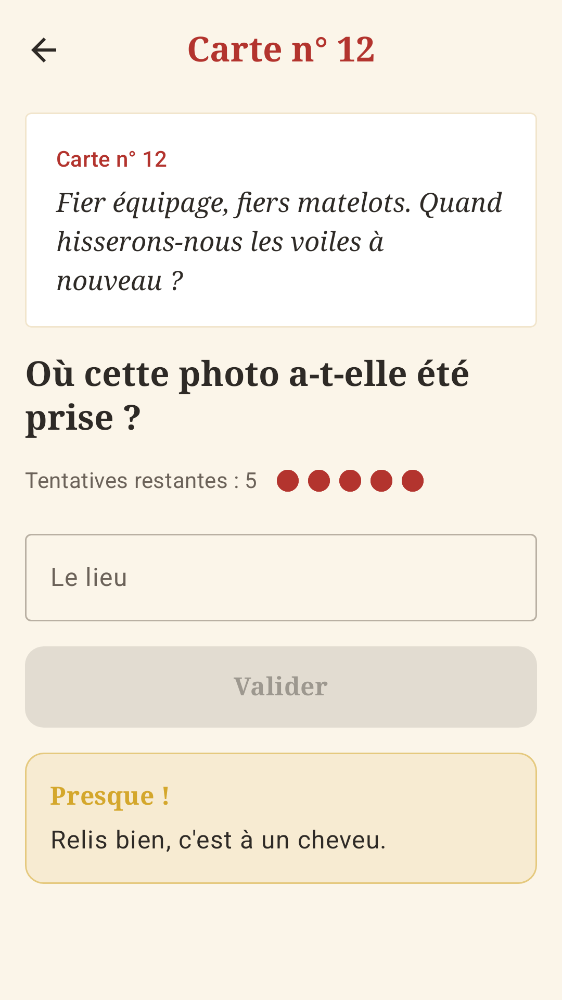 Carte n° 12
Carte n° 12
Fier équipage, fiers matelots. Quand
hisserons-nous les voiles à
nouveau ?
Où cette photo a-t-elle été
prise ?
Tentatives restantes : 5
Le lieu
Valider
Presque !
Relis bien, c'est à un cheveu.